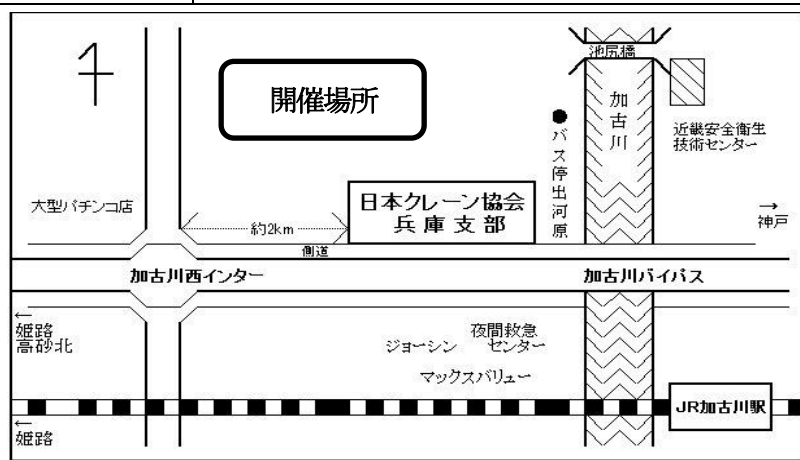 開催場所
池尻橋
加古川
近畿安全衛生
技術センター
●バス停出河原
大型パチンコ店
約2km
日本クレーン協会
兵庫支部
→
神戸
側道
加古川西インター
加古川バイパス
←
姫路
高砂北
夜間救急
センター
ジョーシン
マックスバリュー
JR加古川駅
←
姫路